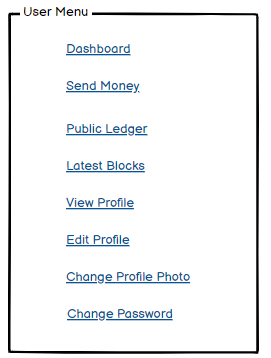 User Menu
Dashboard
Send Money
Public Ledger
Latest Blocks
View Profile
Edit Profile
Change Profile Photo
Change Password